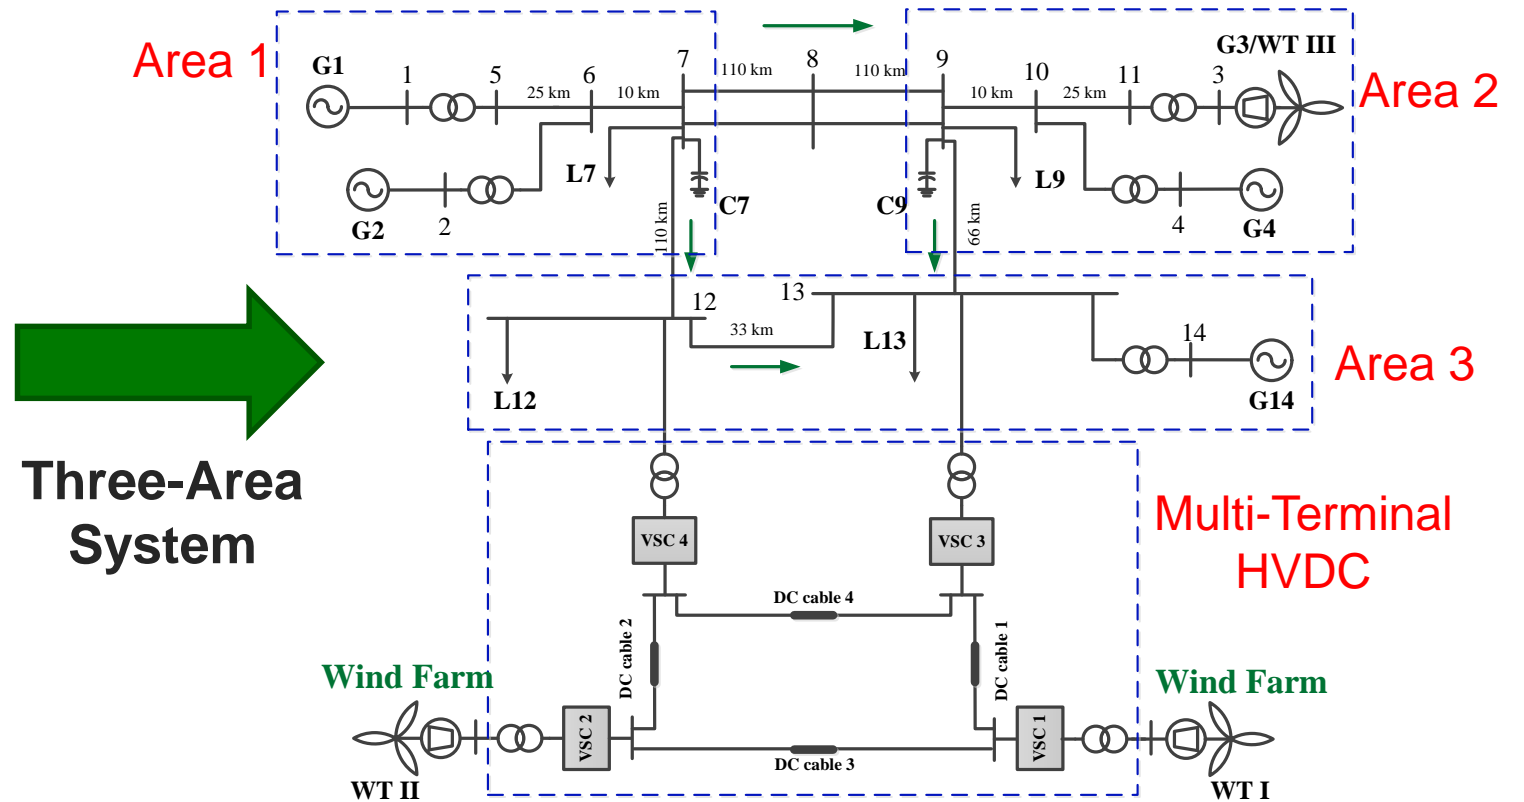 Area 1
G1
1
5
6
7
25 km
10 km
110 km
8
110 km
9
10
11
3
10 km
25 km
G3/WT III
Area 2
L7
C7
C9
L9
G2
2
4
G4
110 km
66 km
12
13
33 km
L12
L13
14
G14
Area 3
Three-Area
System
VSC 4
VSC 3
Multi-Terminal
HVDC
DC cable 4
DC cable 2
DC cable 1
Wind Farm
Wind Farm
VSC 2
VSC 1
DC cable 3
WT II
WT I